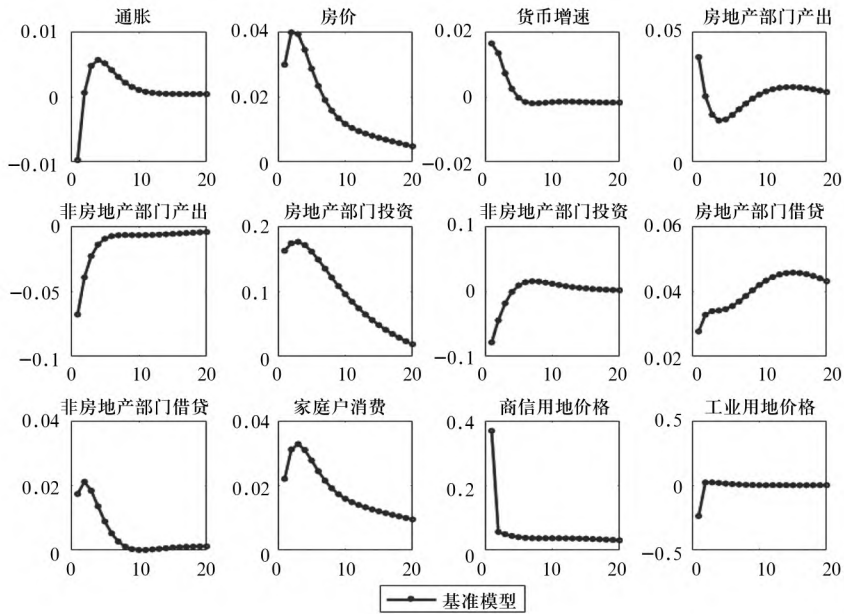 通胀 房价 货币增速 房地产部门产出
0.01 0.04 0.02 0.05
0 0.02 0
−0.01 0 −0.02 0
0 10 20 0 10 20 0 10 20 0 10 20
非房地产部门产出 房地产部门投资 非房地产部门投资 房地产部门借贷
0 0.2 0.1 0.06
−0.05 0.1 0 0.04
−0.1 0 −0.1 0.02
0 10 20 0 10 20 0 10 20 0 10 20
非房地产部门借贷 家庭户消费 商信用地价格 工业用地价格
0.04 0.04 0.4 0.5
0.02 0.02 0.2 0
0 0 0 −0.5
0 10 20 0 10 20 0 10 20 0 10 20
基准模型